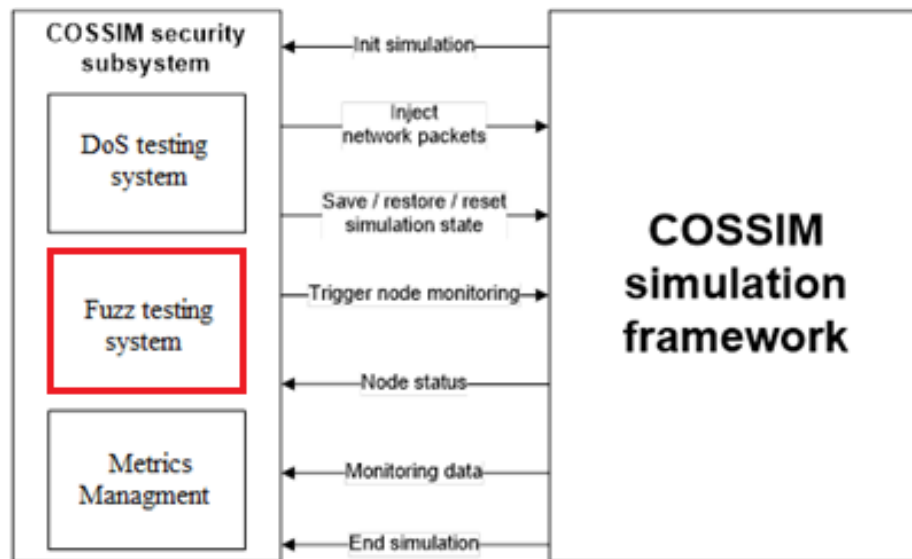 COSSIM security
subsystem
DoS testing
system
Fuzz testing
system
Metrics
Managment
Init simulation
Inject
network packets
Save / restore / reset
simulation state
Trigger node monitoring
Node status
Monitoring data
End simulation
COSSIM
simulation
framework